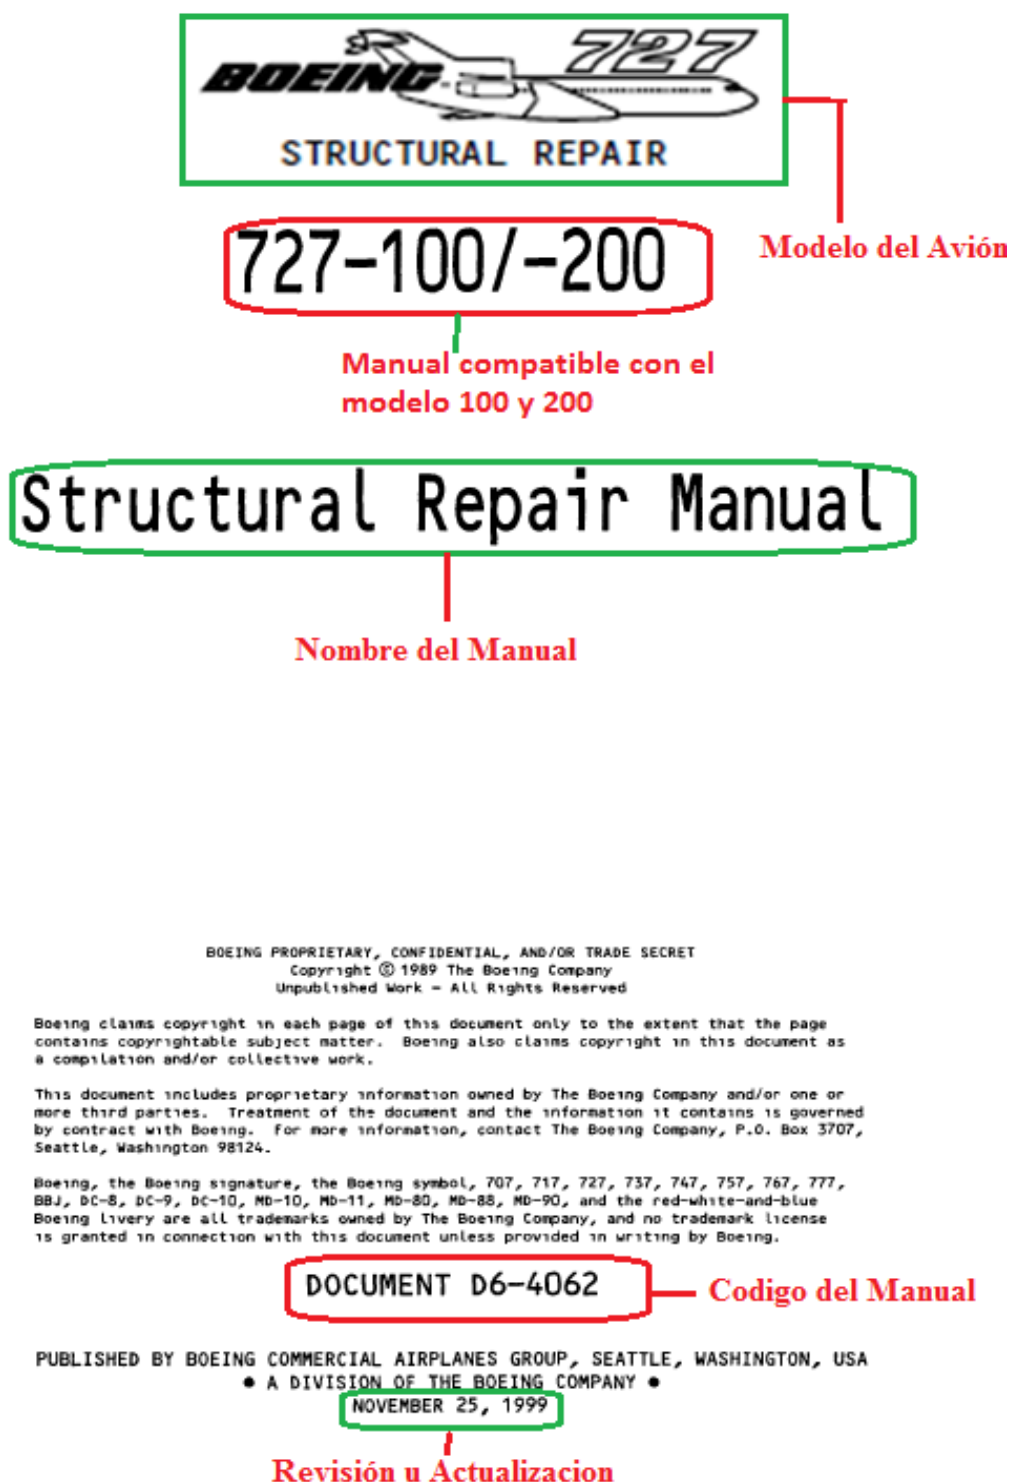 BOEING 727
STRUCTURAL REPAIR
Modelo del Avión
727-100/-200
Manual compatible con el
modelo 100 y 200
Structural Repair Manual
Nombre del Manual
BOEING PROPRIETARY, CONFIDENTIAL, AND/OR TRADE SECRET
Copyright © 1989 The Boeing Company
Unpublished Work - All Rights Reserved
Boeing claims copyright in each page of this document only to the extent that the page
contains copyrightable subject matter. Boeing also claims copyright in this document as
a compilation and/or collective work.
This document includes proprietary information owned by The Boeing Company and/or one or
more third parties. Treatment of the document and the information it contains is governed
by contract with Boeing. For more information, contact The Boeing Company, P.O. Box 3707,
Seattle, Washington 98124.
Boeing, the Boeing signature, the Boeing symbol, 707, 717, 727, 737, 747, 757, 767, 777,
BBJ, DC-8, DC-9, DC-10, MD-10, MD-11, MD-80, MD-88, MD-90, and the red-white-and-blue
Boeing livery are all trademarks owned by The Boeing Company, and no trademark license
is granted in connection with this document unless provided in writing by Boeing.
DOCUMENT D6-4062
Codigo del Manual
PUBLISHED BY BOEING COMMERCIAL AIRPLANES GROUP, SEATTLE, WASHINGTON, USA
● A DIVISION OF THE BOEING COMPANY ●
NOVEMBER 25, 1999
Revisión u Actualizacion